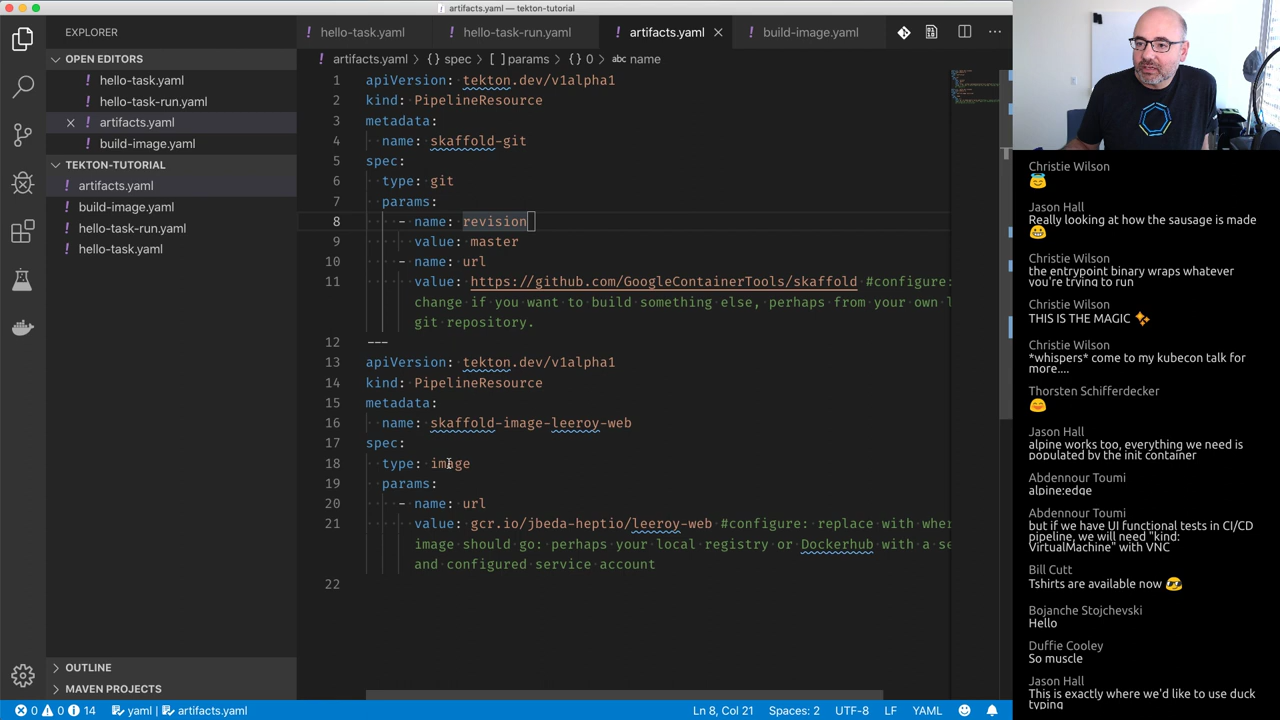 artifacts.yaml — tekton-tutorial
EXPLORER
OPEN EDITORS
hello-task.yaml
hello-task-run.yaml
artifacts.yaml
build-image.yaml
TEKTON-TUTORIAL
artifacts.yaml
build-image.yaml
hello-task-run.yaml
hello-task.yaml
OUTLINE
MAVEN PROJECTS
hello-task.yaml
hello-task-run.yaml
artifacts.yaml
build-image.yaml
artifacts.yaml > {} spec > [ ] params > {} 0 > abc name
1 apiVersion: tekton.dev/v1alpha1
2 kind: PipelineResource
3 metadata:
4 name: skaffold-git
5 spec:
6 type: git
7 params:
8 - name: revision
9 value: master
10 - name: url
11 value: https://github.com/GoogleContainerTools/skaffold #configure:
change if you want to build something else, perhaps from your own l
git repository.
12 ---
13 apiVersion: tekton.dev/v1alpha1
14 kind: PipelineResource
15 metadata:
16 name: skaffold-image-leeroy-web
17 spec:
18 type: image
19 params:
20 - name: url
21 value: gcr.io/jbeda-heptio/leeroy-web #configure: replace with wher
image should go: perhaps your local registry or Dockerhub with a se
and configured service account
22
0 0 14 yaml | artifacts.yaml
Ln 8, Col 21 Spaces: 2 UTF-8 LF YAML
Christie Wilson
Jason Hall
Really looking at how the sausage is made
Christie Wilson
the entrypoint binary wraps whatever
you're trying to run
Christie Wilson
THIS IS THE MAGIC
Christie Wilson
*whispers* come to my kubecon talk for
more....
Thorsten Schifferdecker
Jason Hall
alpine works too, everything we need is
populated by the init container
Abdennour Toumi
alpine:edge
Abdennour Toumi
but if we have UI functional tests in CI/CD
pipeline, we will need "kind:
VirtualMachine" with VNC
Bill Cutt
Tshirts are available now
Bojanche Stojchevski
Hello
Duffie Cooley
So muscle
Jason Hall
This is exactly where we'd like to use duck
typing